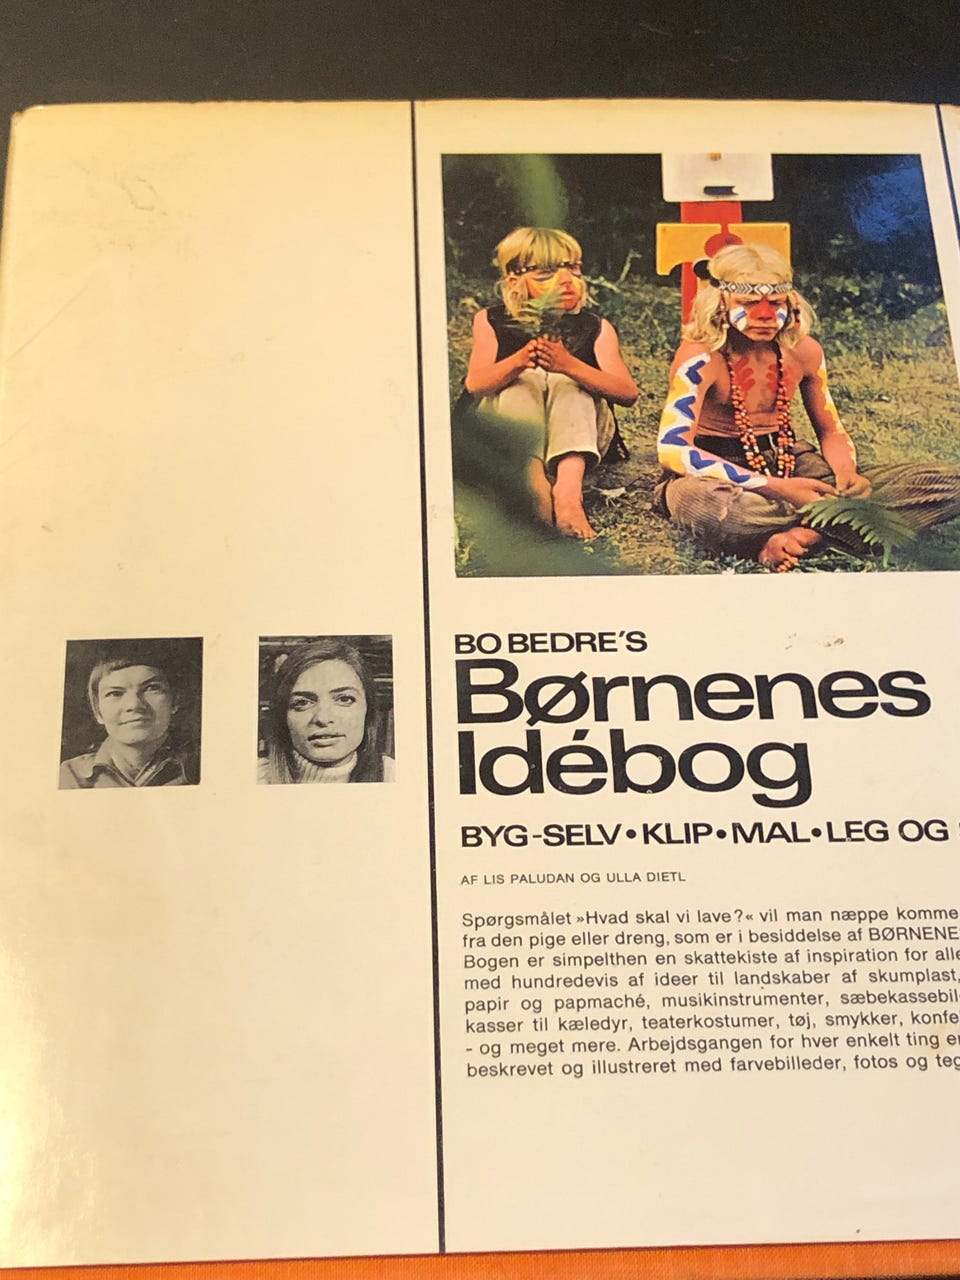 BO BEDRE'S
Børnenes
Idébog
BYG-SELV•KLIP•MAL•LEG OG
AF LIS PALUDAN OG ULLA DIETL
Spørgsmålet »Hvad skal vi lave?« vil man næppe komme
fra den pige eller dreng, som er i besiddelse af BØRNENE
Bogen er simpelthen en skattekiste af inspiration for alle
med hundredevis af ideer til landskaber af skumplast,
papir og papmaché, musikinstrumenter, sæbekassebil
kasser til kæledyr, teaterkostumer, tøj, smykker, konfe
- og meget mere. Arbejdsgangen for hver enkelt ting er
beskrevet og illustreret med farvebilleder, fotos og teg